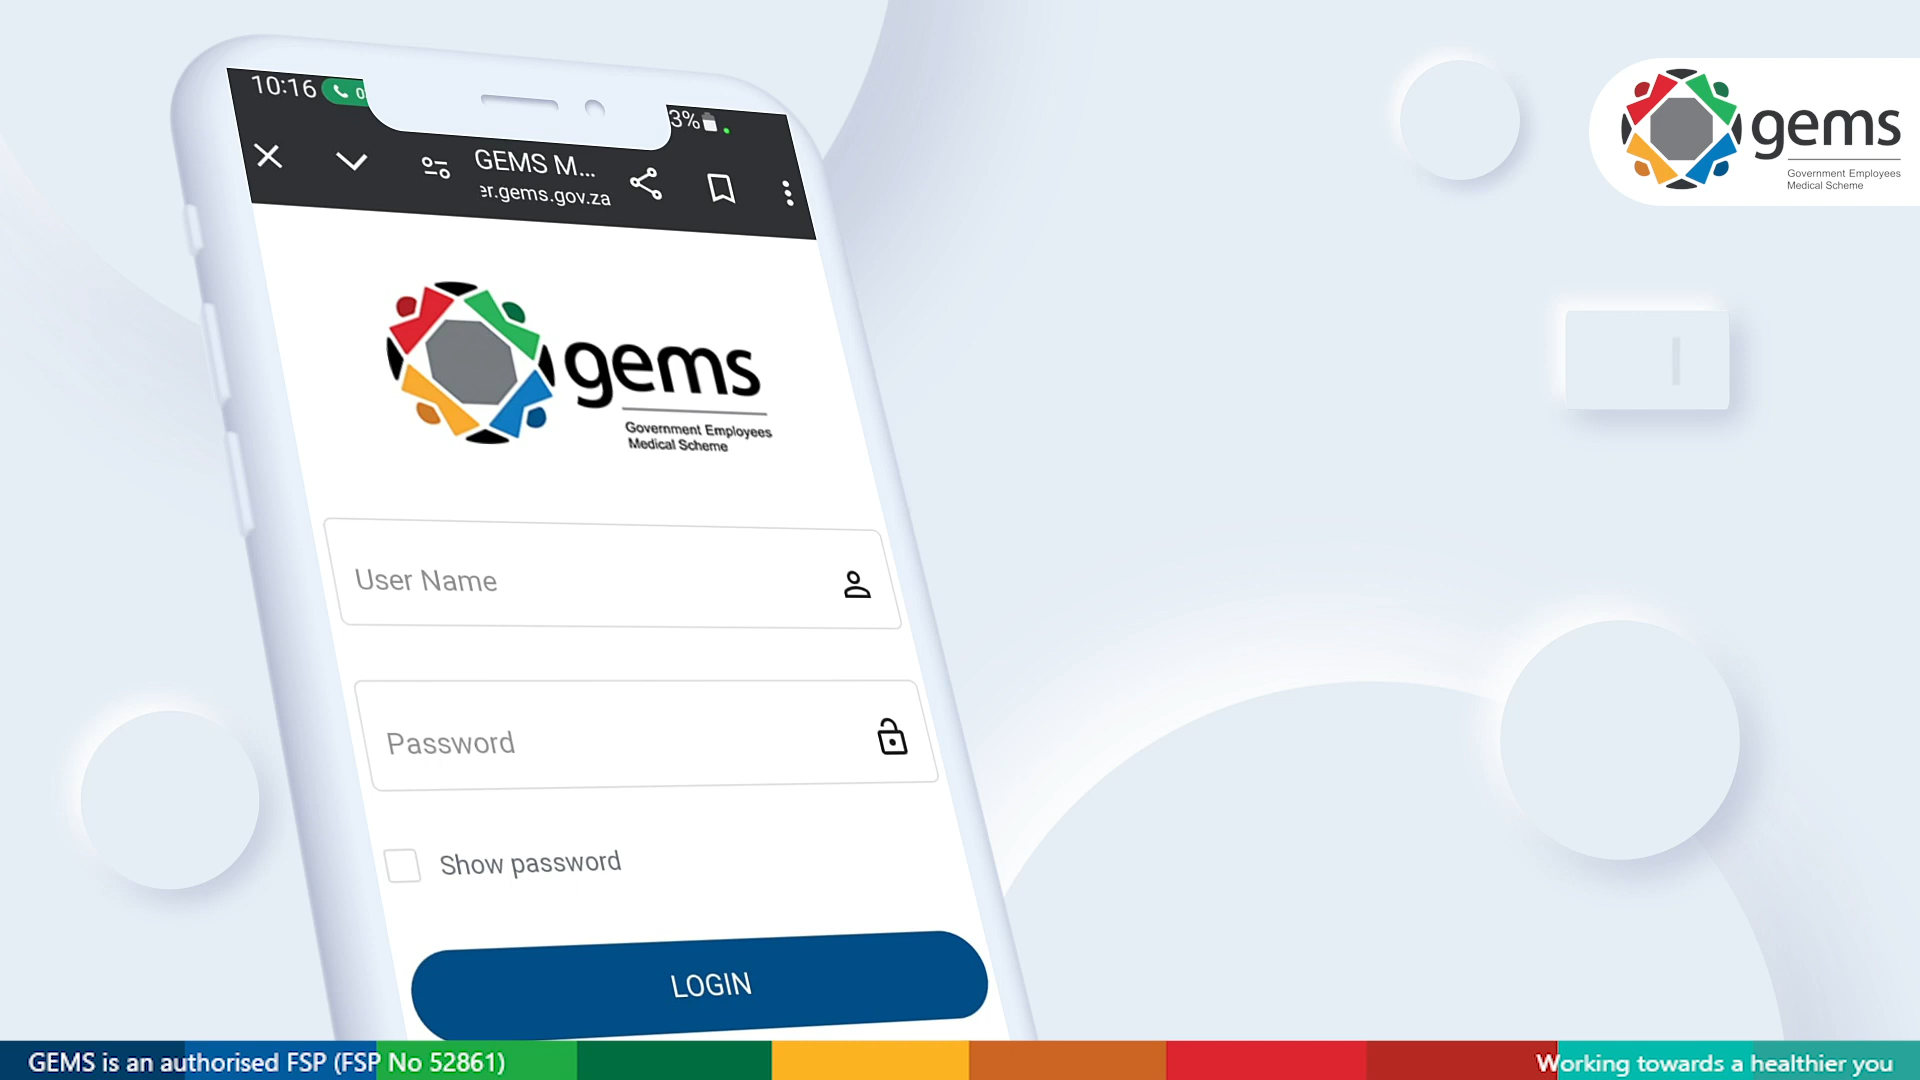 10:16
3%
GEMS M...
er.gems.gov.za
gems
Government Employees
Medical Scheme
gems
Government Employees
Medical Scheme
User Name
Password
Show password
LOGIN
GEMS is an authorised FSP (FSP No 52861)
Working towards a healthier you